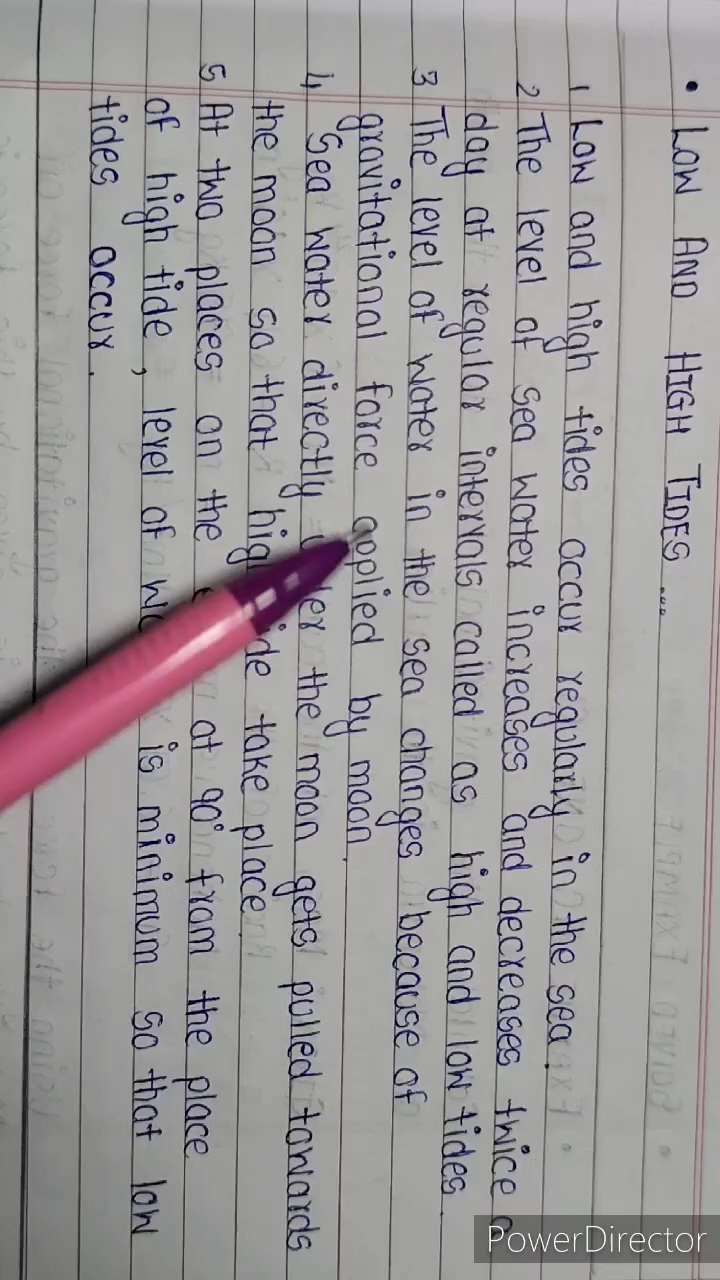 • LOW AND HIGH TIDES ...
1 Low and high tides occur regularly in the sea.
2 The level of sea water increases and decreases twice a
day at regular intervals called as high and low tides.
3 The level of water in the sea changes because of
gravitational force applied by moon.
4 Sea water directly the moon gets pulled towards
the moon so that take place.
5 At two places on the at 90° from the place
of high tide, level of is minimum so that low
tides occur.
PowerDirector